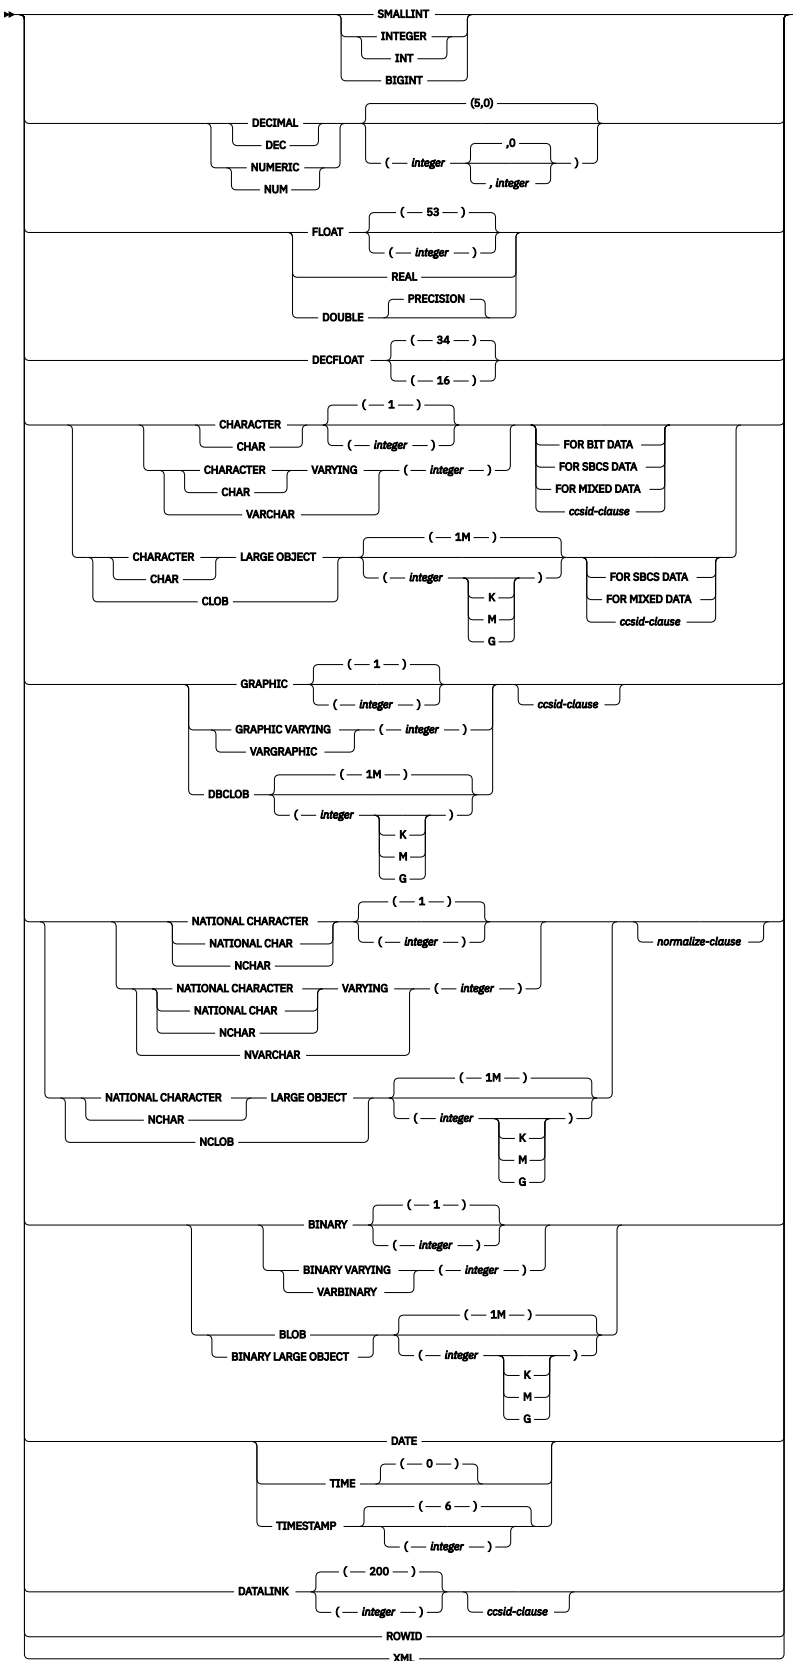 SMALLINT
INTEGER
INT
BIGINT
(5,0)
DECIMAL
DEC
,0
( integer )
NUMERIC
, integer
NUM
( 53 )
FLOAT
( integer )
REAL
PRECISION
DOUBLE
( 34 )
DECFLOAT
( 16 )
( 1 )
CHARACTER
CHAR
( integer )
FOR BIT DATA
CHARACTER VARYING ( integer )
FOR SBCS DATA
CHAR
FOR MIXED DATA
VARCHAR
ccsid-clause
( 1M )
CHARACTER LARGE OBJECT
CHAR
( integer )
FOR SBCS DATA
CLOB
K
FOR MIXED DATA
M
ccsid-clause
G
( 1 )
GRAPHIC
( integer )
ccsid-clause
GRAPHIC VARYING ( integer )
VARGRAPHIC
( 1M )
DBCLOB
( integer )
K
M
G
( 1 )
NATIONAL CHARACTER
NATIONAL CHAR
( integer )
normalize-clause
NCHAR
NATIONAL CHARACTER VARYING ( integer )
NATIONAL CHAR
NCHAR
NVARCHAR
( 1M )
NATIONAL CHARACTER LARGE OBJECT
NCHAR
( integer )
NCLOB
K
M
G
( 1 )
BINARY
( integer )
BINARY VARYING ( integer )
VARBINARY
( 1M )
BLOB
BINARY LARGE OBJECT
( integer )
K
M
G
DATE
( 0 )
TIME
( 6 )
TIMESTAMP
( integer )
( 200 )
DATALINK
( integer )
ccsid-clause
ROWID
XML